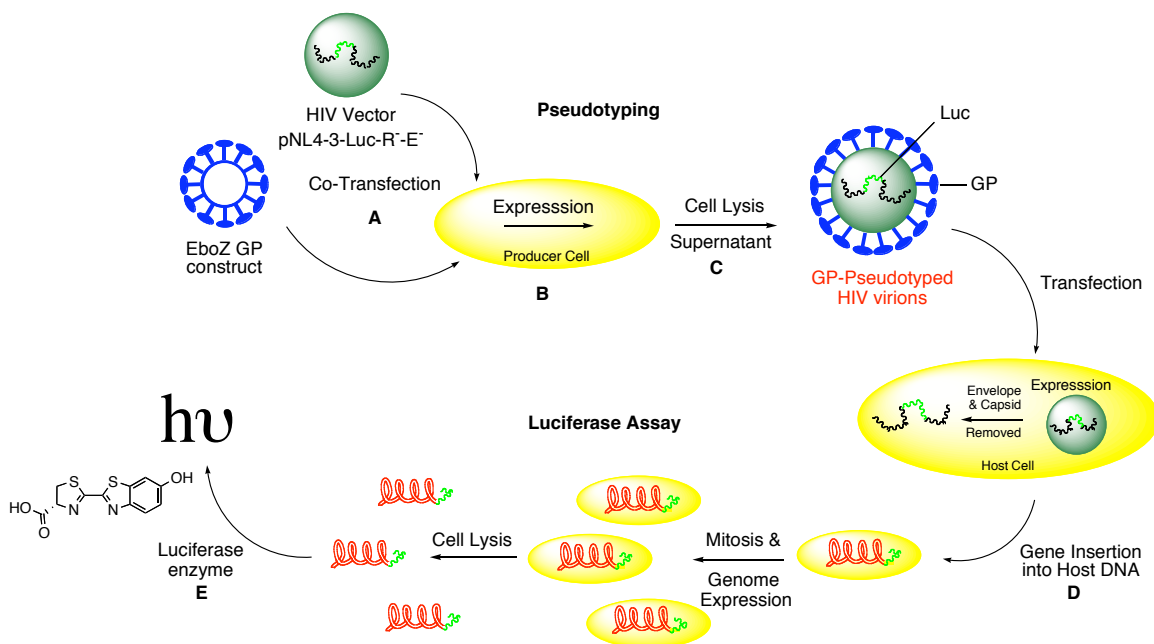 HIV Vector
pNL4-3-Luc-R⁻-E⁻
Pseudotyping
Luc
GP
Co-Transfection
A
EboZ GP
construct
Expresssion
Producer Cell
B
Cell Lysis
Supernatant
C
GP-Pseudotyped
HIV virions
Transfection
Expresssion
Envelope
& Capsid
Removed
Host Cell
Luciferase Assay
hυ
S
S
OH
N
N
HO
O
Luciferase
enzyme
E
Cell Lysis
Mitosis &
Genome
Expression
Gene Insertion
into Host DNA
D